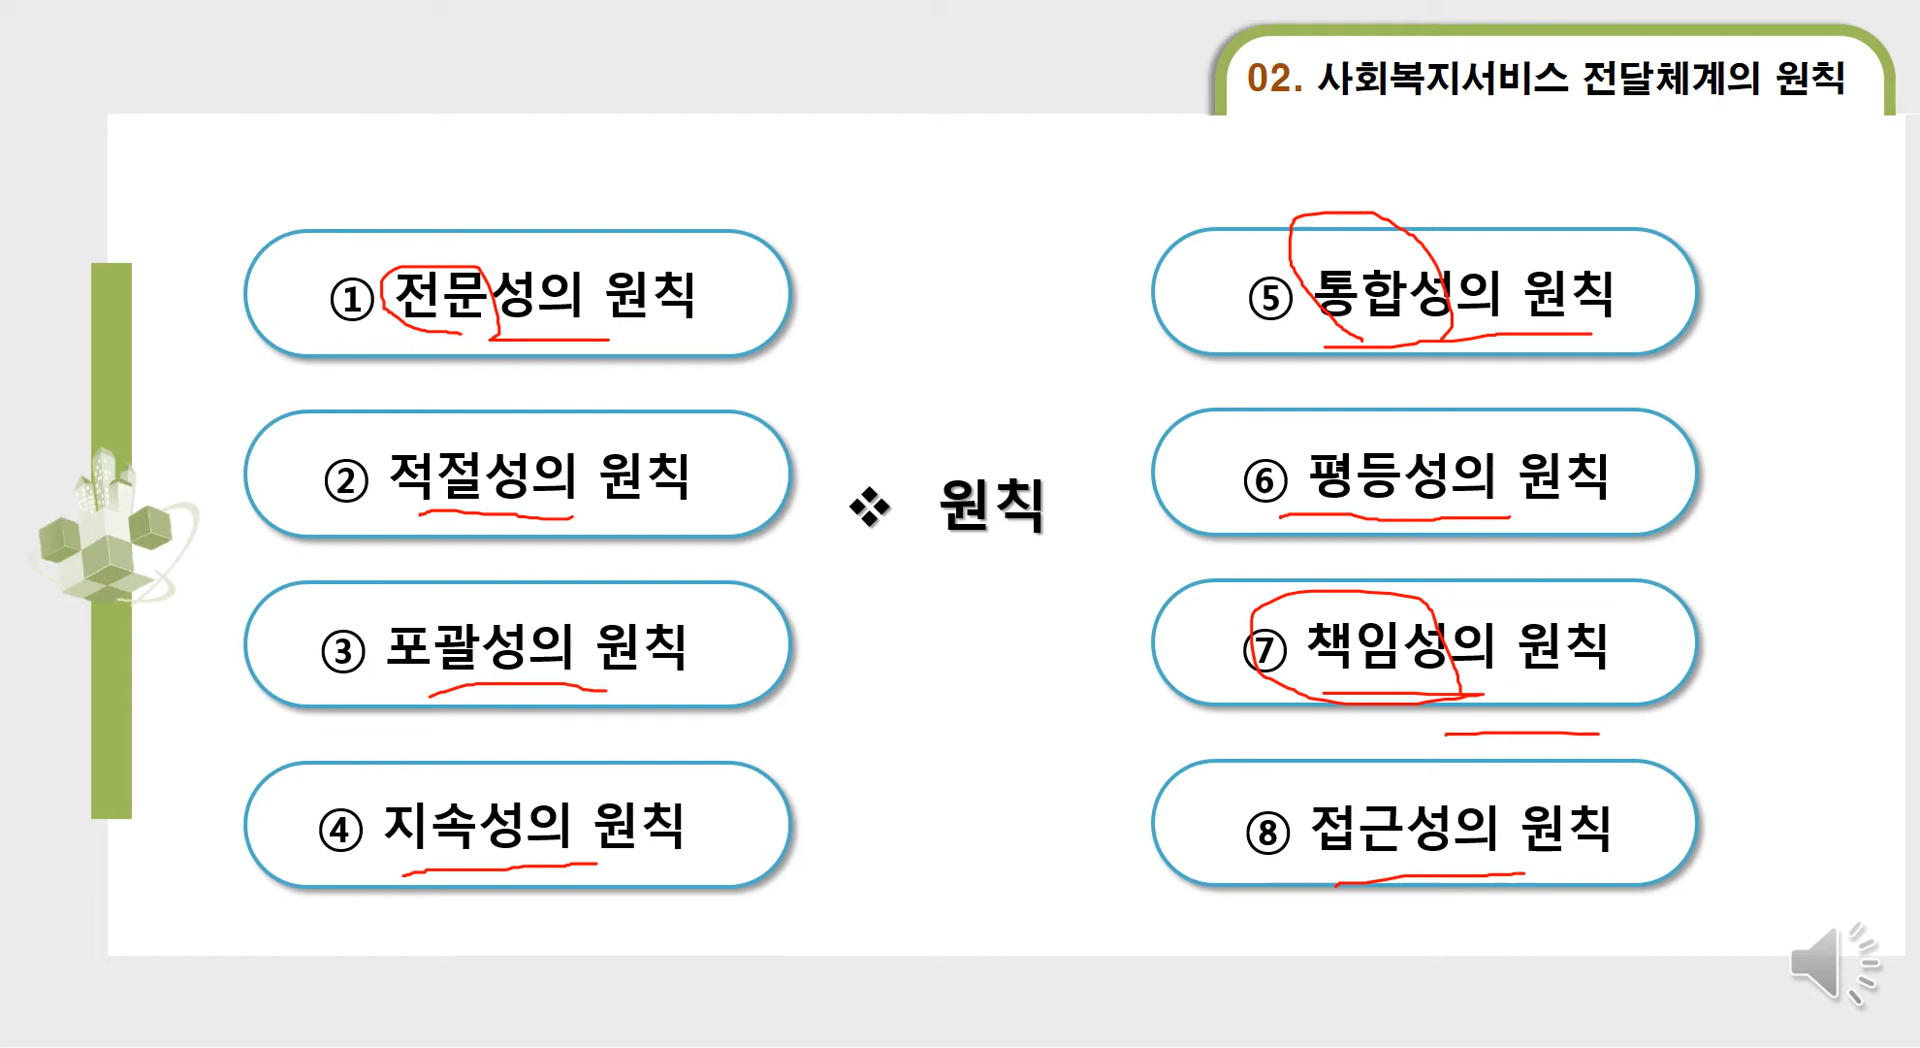 02. 사회복지서비스 전달체계의 원칙
① 전문성의 원칙
② 적절성의 원칙
③ 포괄성의 원칙
④ 지속성의 원칙
❖ 원칙
⑤ 통합성의 원칙
⑥ 평등성의 원칙
⑦ 책임성의 원칙
⑧ 접근성의 원칙